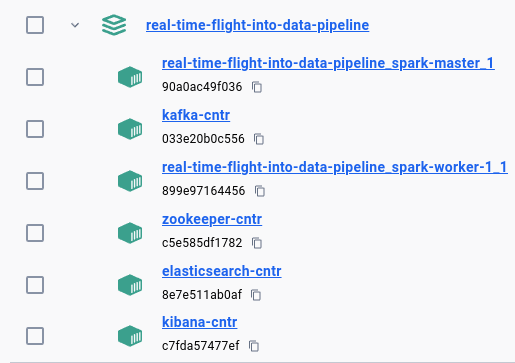 real-time-flight-into-data-pipeline
real-time-flight-into-data-pipeline_spark-master_1
90a0ac49f036
kafka-cntr
033e20b0c556
real-time-flight-into-data-pipeline_spark-worker-1_1
899e97164456
zookeeper-cntr
c5e585df1782
elasticsearch-cntr
8e7e511ab0af
kibana-cntr
c7fda57477ef